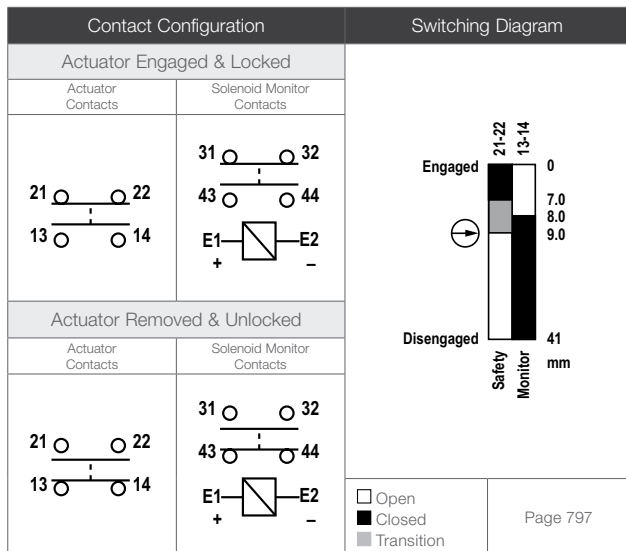 Contact Configuration
Switching Diagram
Actuator Engaged & Locked
Actuator
Contacts
Solenoid Monitor
Contacts
21 22
13 14
31 32
43 44
E1 E2
+ –
Actuator Removed & Unlocked
Actuator
Contacts
Solenoid Monitor
Contacts
21 22
13 14
31 32
43 44
E1 E2
+ –
21-22
13-14
Engaged 0
7.0
8.0
9.0
Disengaged 41
mm
Safety
Monitor
Open
Closed
Transition
Page 797